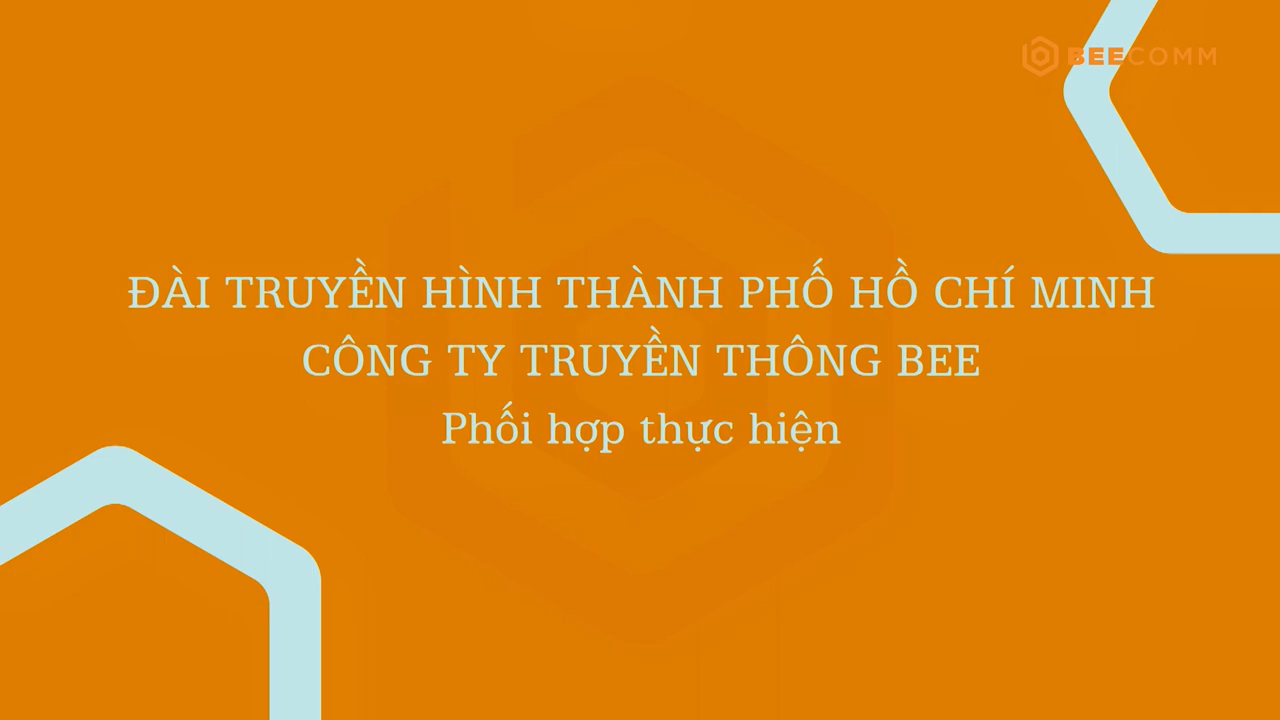 BEECOMM
ĐÀI TRUYỀN HÌNH THÀNH PHỐ HỒ CHÍ MINH
CÔNG TY TRUYỀN THÔNG BEE
Phối hợp thực hiện